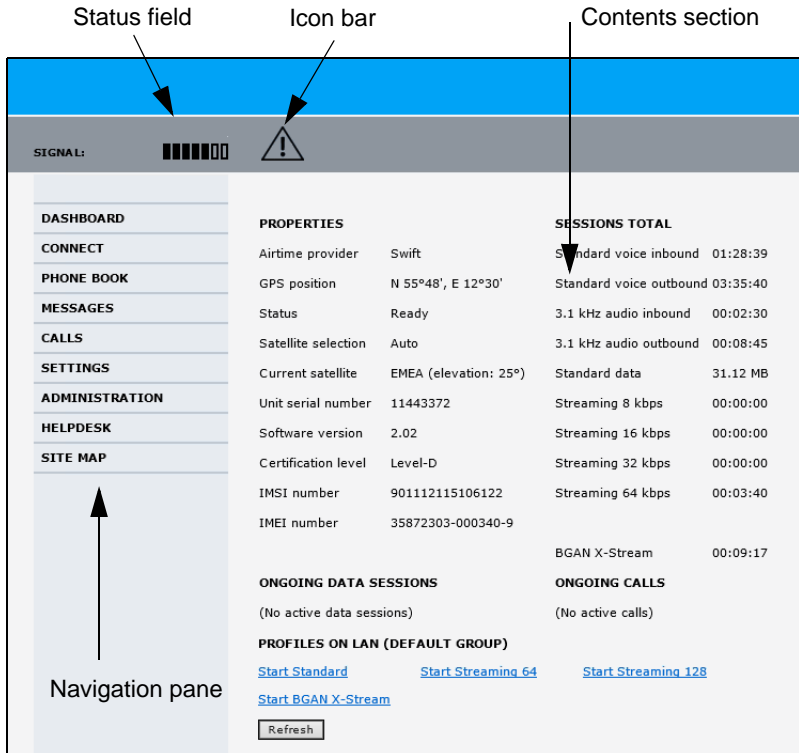 Status field Icon bar Contents section
SIGNAL:
DASHBOARD
CONNECT
PHONE BOOK
MESSAGES
CALLS
SETTINGS
ADMINISTRATION
HELPDESK
SITE MAP
Navigation pane
PROPERTIES
Airtime provider Swift
GPS position N 55°48', E 12°30'
Status Ready
Satellite selection Auto
Current satellite EMEA (elevation: 25°)
Unit serial number 11443372
Software version 2.02
Certification level Level-D
IMSI number 901112115106122
IMEI number 35872303-000340-9
SESSIONS TOTAL
Standard voice inbound 01:28:39
Standard voice outbound 03:35:40
3.1 kHz audio inbound 00:02:30
3.1 kHz audio outbound 00:08:45
Standard data 31.12 MB
Streaming 8 kbps 00:00:00
Streaming 16 kbps 00:00:00
Streaming 32 kbps 00:00:00
Streaming 64 kbps 00:03:40
BGAN X-Stream 00:09:17
ONGOING DATA SESSIONS
(No active data sessions)
ONGOING CALLS
(No active calls)
PROFILES ON LAN (DEFAULT GROUP)
Start Standard Start Streaming 64 Start Streaming 128
Start BGAN X-Stream
Refresh